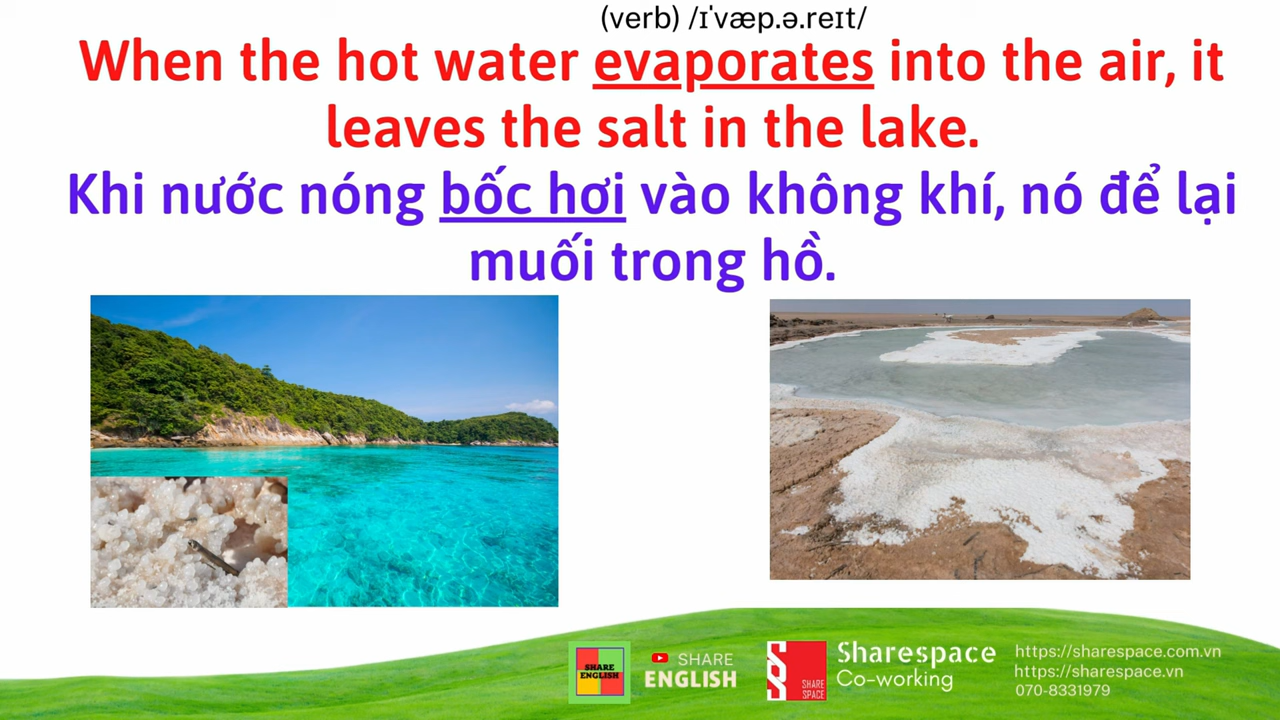 (verb) /ɪˈvæp.ə.reɪt/
When the hot water evaporates into the air, it
leaves the salt in the lake.
Khi nước nóng bốc hơi vào không khí, nó để lại
muối trong hồ.
SHARE
ENGLISH
SHARE
ENGLISH
SHARE
SPACE
Sharespace
Co-working
https://sharespace.com.vn
https://sharespace.vn
070-8331979